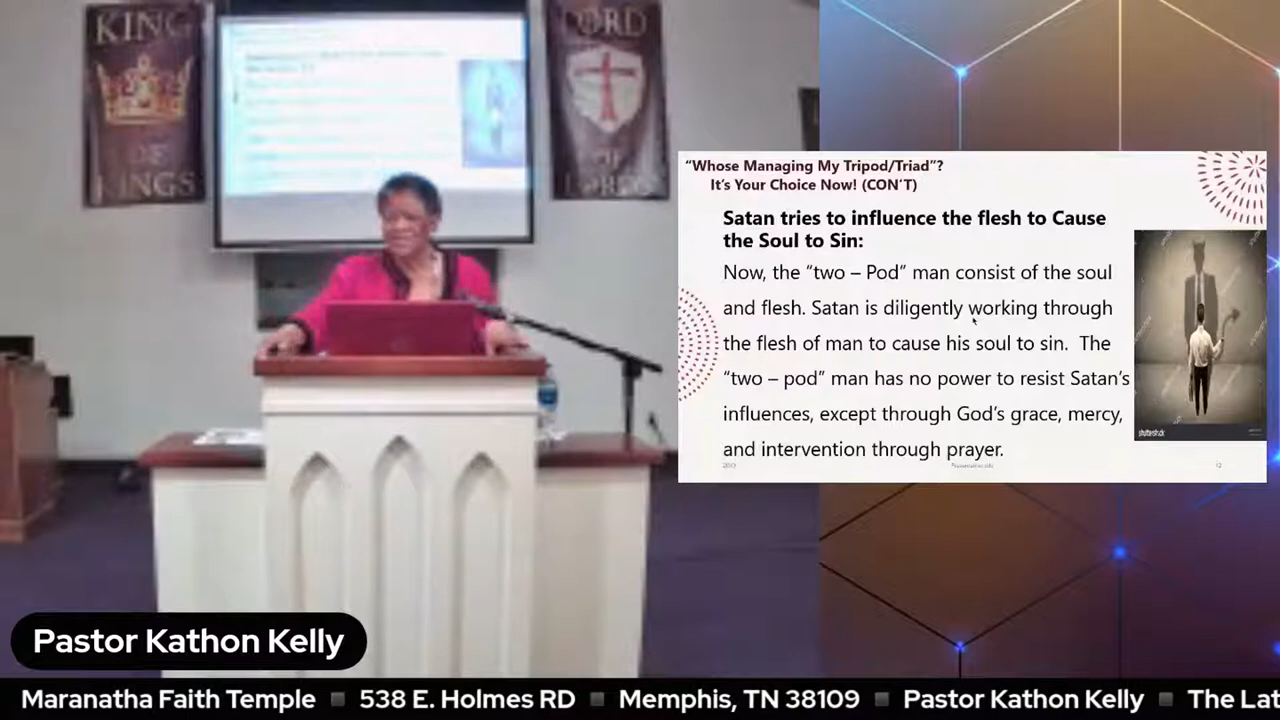 KING
OF
KINGS
LORD
OF
LORDS
“Whose Managing My Tripod/Triad”?
It’s Your Choice Now! (CON’T)
Satan tries to influence the flesh to Cause
the Soul to Sin:
Now, the “two – Pod” man consist of the soul
and flesh. Satan is diligently working through
the flesh of man to cause his soul to sin. The
“two – pod” man has no power to resist Satan’s
influences, except through God’s grace, mercy,
and intervention through prayer.
shutterstock
12
Pastor Kathon Kelly
Maranatha Faith Temple ▪ 538 E. Holmes RD ▪ Memphis, TN 38109 ▪ Pastor Kathon Kelly ▪ The Lat